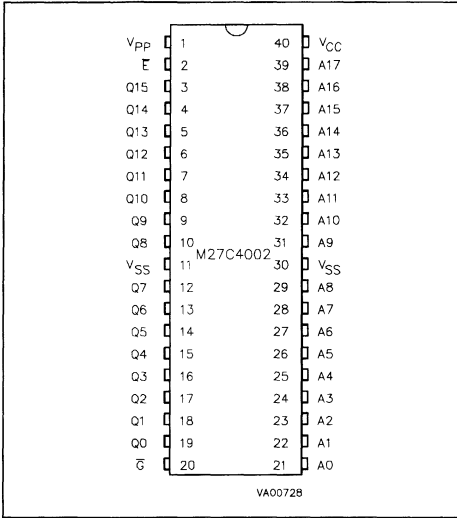 VPP 1 40 VCC
E̅ 2 39 A17
Q15 3 38 A16
Q14 4 37 A15
Q13 5 36 A14
Q12 6 35 A13
Q11 7 34 A12
Q10 8 33 A11
Q9 9 32 A10
Q8 10 31 A9
M27C4002
VSS 11 30 VSS
Q7 12 29 A8
Q6 13 28 A7
Q5 14 27 A6
Q4 15 26 A5
Q3 16 25 A4
Q2 17 24 A3
Q1 18 23 A2
Q0 19 22 A1
G̅ 20 21 A0
VA00728